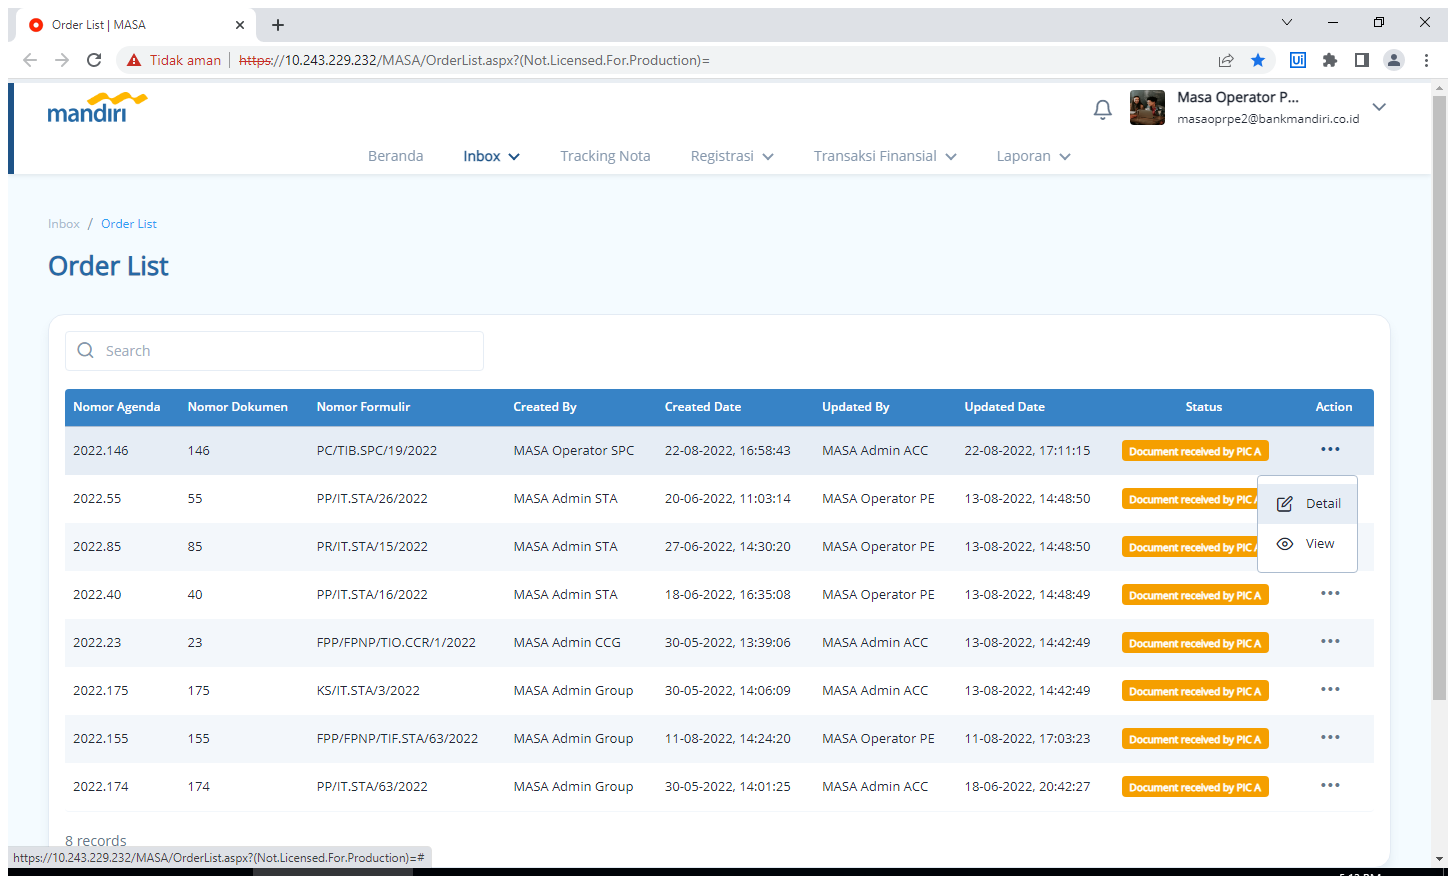 Order List | MASA
Tidak aman https://10.243.229.232/MASA/OrderList.aspx?(Not.Licensed.For.Production)=
Ui
mandırı
Masa Operator P...
masaoprpe2@bankmandiri.co.id
Beranda Inbox Tracking Nota Registrasi Transaksi Finansial Laporan
Inbox / Order List
Order List
Search
Nomor Agenda Nomor Dokumen Nomor Formulir Created By Created Date Updated By Updated Date Status Action
2022.146 146 PC/TIB.SPC/19/2022 MASA Operator SPC 22-08-2022, 16:58:43 MASA Admin ACC 22-08-2022, 17:11:15 Document received by PIC A •••
2022.55 55 PP/IT.STA/26/2022 MASA Admin STA 20-06-2022, 11:03:14 MASA Operator PE 13-08-2022, 14:48:50 Document received by PIC
Detail
2022.85 85 PR/IT.STA/15/2022 MASA Admin STA 27-06-2022, 14:30:20 MASA Operator PE 13-08-2022, 14:48:50 Document received by PIC
View
2022.40 40 PP/IT.STA/16/2022 MASA Admin STA 18-06-2022, 16:35:08 MASA Operator PE 13-08-2022, 14:48:49 Document received by PIC A •••
2022.23 23 FPP/FPNP/TIO.CCR/1/2022 MASA Admin CCG 30-05-2022, 13:39:06 MASA Admin ACC 13-08-2022, 14:42:49 Document received by PIC A •••
2022.175 175 KS/IT.STA/3/2022 MASA Admin Group 30-05-2022, 14:06:09 MASA Admin ACC 13-08-2022, 14:42:49 Document received by PIC A •••
2022.155 155 FPP/FPNP/TIF.STA/63/2022 MASA Admin Group 11-08-2022, 14:24:20 MASA Operator PE 11-08-2022, 17:03:23 Document received by PIC A •••
2022.174 174 PP/IT.STA/63/2022 MASA Admin Group 30-05-2022, 14:01:25 MASA Admin ACC 18-06-2022, 20:42:27 Document received by PIC A •••
8 records
https://10.243.229.232/MASA/OrderList.aspx?(Not.Licensed.For.Production)=#